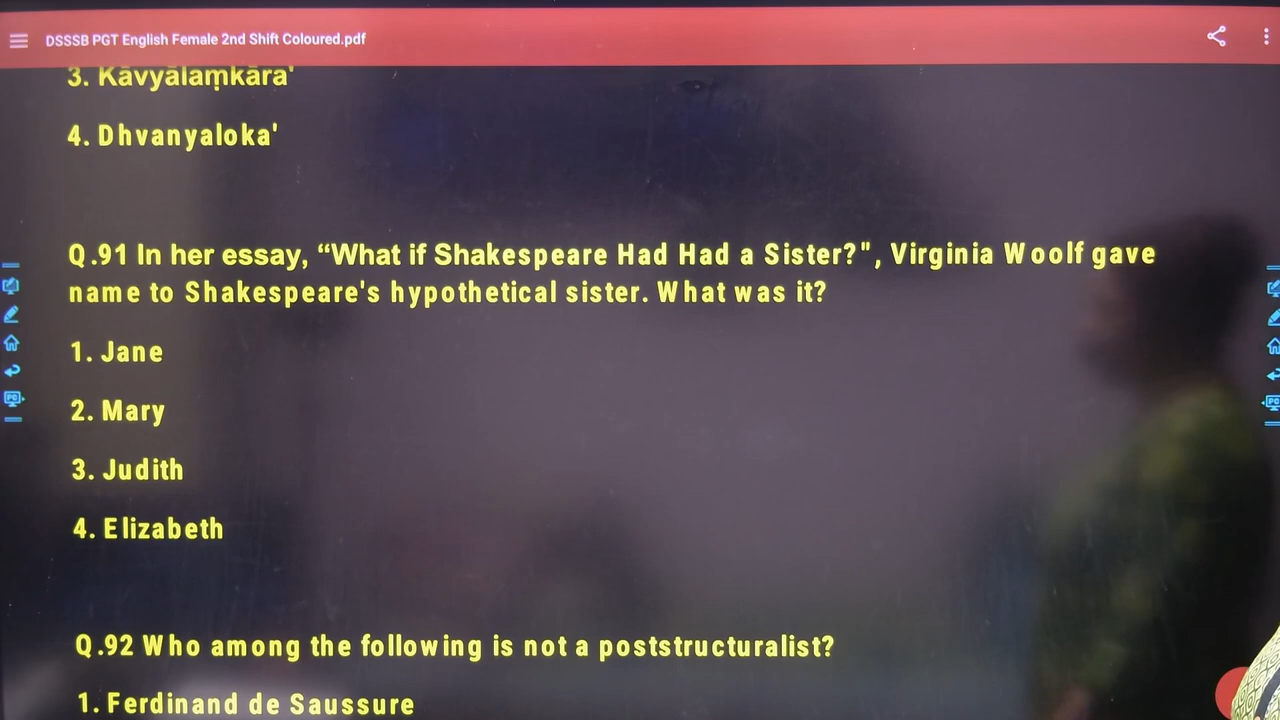 DSSSB PGT English Female 2nd Shift Coloured.pdf
3. Kāvyālaṃkāra'
4. Dhvanyaloka'
Q.91 In her essay, “What if Shakespeare Had Had a Sister?", Virginia Woolf gave
name to Shakespeare's hypothetical sister. What was it?
1. Jane
2. Mary
3. Judith
4. Elizabeth
Q.92 Who among the following is not a poststructuralist?
1. Ferdinand de Saussure